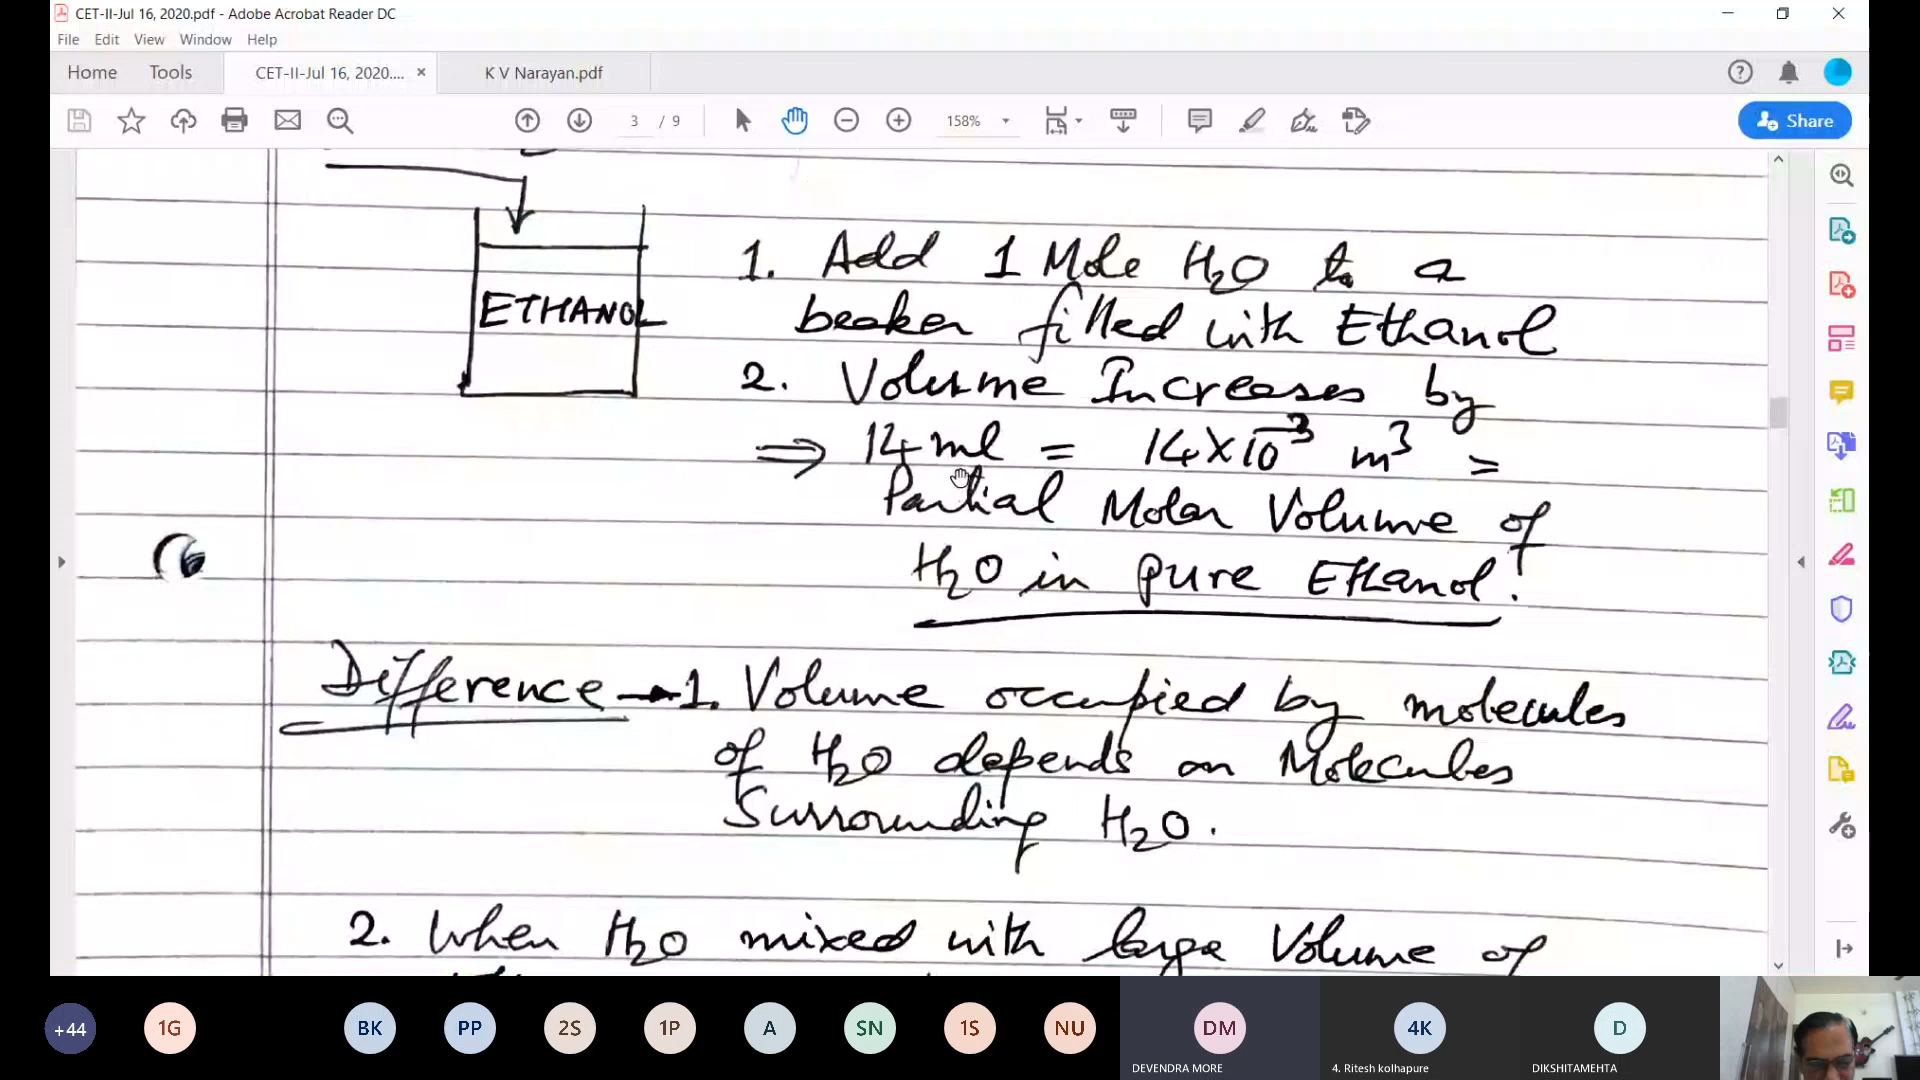 CET-II-Jul 16, 2020.pdf - Adobe Acrobat Reader DC
File Edit View Window Help
Home Tools CET-II-Jul 16, 2020.... × K V Narayan.pdf
3 / 9 158% Share
ETHANOL
1. Add 1 Mole H₂O to a
beaker filled with Ethanol
2. Volume Increases by
⇒ 14 ml = 14×10⁻³ m³ =
Partial Molar Volume of
H₂O in pure Ethanol.
Difference → 1. Volume occupied by molecules
of H₂O depends on Molecules
Surrounding H₂O.
2. When H₂O mixed with large Volume of
+44 1G BK PP 2S 1P A SN 1S NU DM 4K D
DEVENDRA MORE 4. Ritesh kolhapure DIKSHITAMEHTA